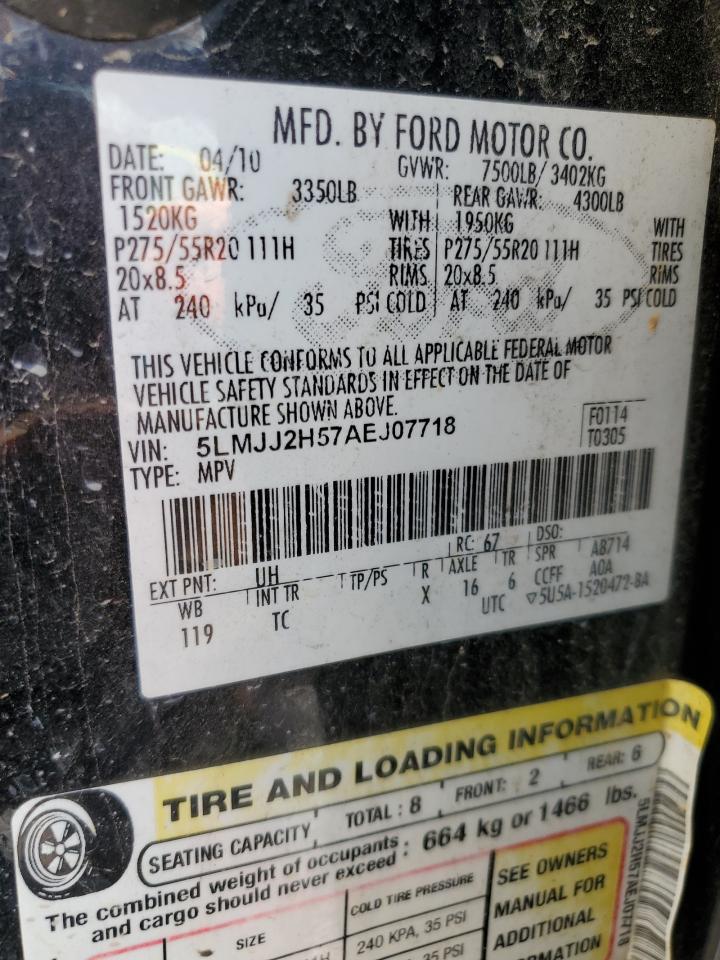 MFD. BY FORD MOTOR CO.
DATE: 04/10 GVWR: 7500LB/ 3402KG
FRONT GAWR: 3350LB REAR GAWR: 4300LB
1520KG WITH 1950KG WITH
P275/55R20 111H TIRES P275/55R20 111H TIRES
20x8.5 RIMS 20x8.5 RIMS
AT 240 kPa/ 35 PSI COLD AT 240 kPa/ 35 PSI COLD
THIS VEHICLE CONFORMS TO ALL APPLICABLE FEDERAL MOTOR
VEHICLE SAFETY STANDARDS IN EFFECT ON THE DATE OF
MANUFACTURE SHOWN ABOVE.
VIN: 5LMJJ2H57AEJ07718 F0114
TYPE: MPV T0305
EXT PNT: UH RC: 67 DSO:
WB INT TR TP/PS R AXLE TR SPR AB714
119 TC X 16 6 CCFF A0A
UTC ▽5U5A-1520472-BA
TIRE AND LOADING INFORMATION
SEATING CAPACITY TOTAL: 8 FRONT: 2 REAR: 6
The combined weight of occupants and cargo should never exceed : 664 kg or 1466 lbs.
SIZE COLD TIRE PRESSURE SEE OWNERS
240 KPA, 35 PSI MANUAL FOR
35 PSI ADDITIONAL
5LMJJ2H57AEJ07718